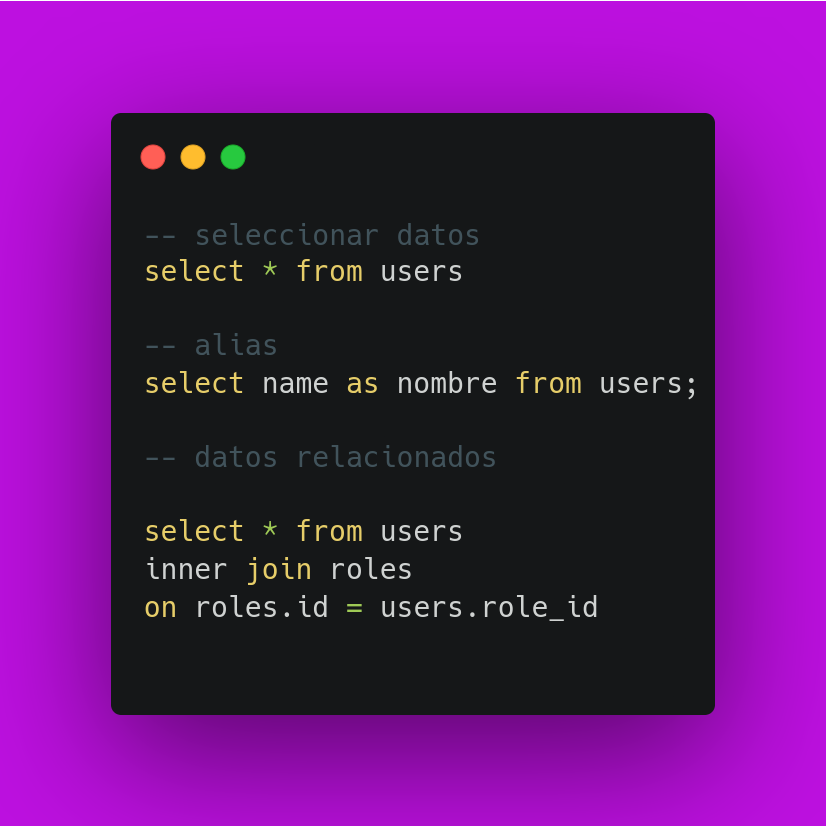 -- seleccionar datos
select * from users
-- alias
select name as nombre from users;
-- datos relacionados
select * from users
inner join roles
on roles.id = users.role_id